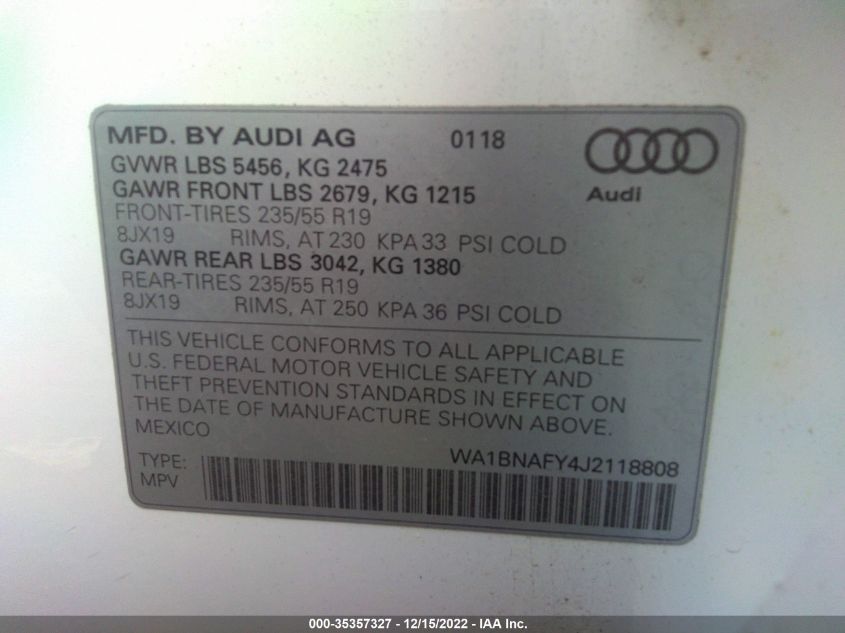 MFD. BY AUDI AG 0118
GVWR LBS 5456, KG 2475
GAWR FRONT LBS 2679, KG 1215
Audi
FRONT-TIRES 235/55 R19
8JX19 RIMS, AT 230 KPA 33 PSI COLD
GAWR REAR LBS 3042, KG 1380
REAR-TIRES 235/55 R19
8JX19 RIMS, AT 250 KPA 36 PSI COLD
THIS VEHICLE CONFORMS TO ALL APPLICABLE
U.S. FEDERAL MOTOR VEHICLE SAFETY AND
THEFT PREVENTION STANDARDS IN EFFECT ON
THE DATE OF MANUFACTURE SHOWN ABOVE.
MEXICO
WA1BNAFY4J2118808
TYPE:
MPV
000-35357327 - 12/15/2022 - IAA Inc.